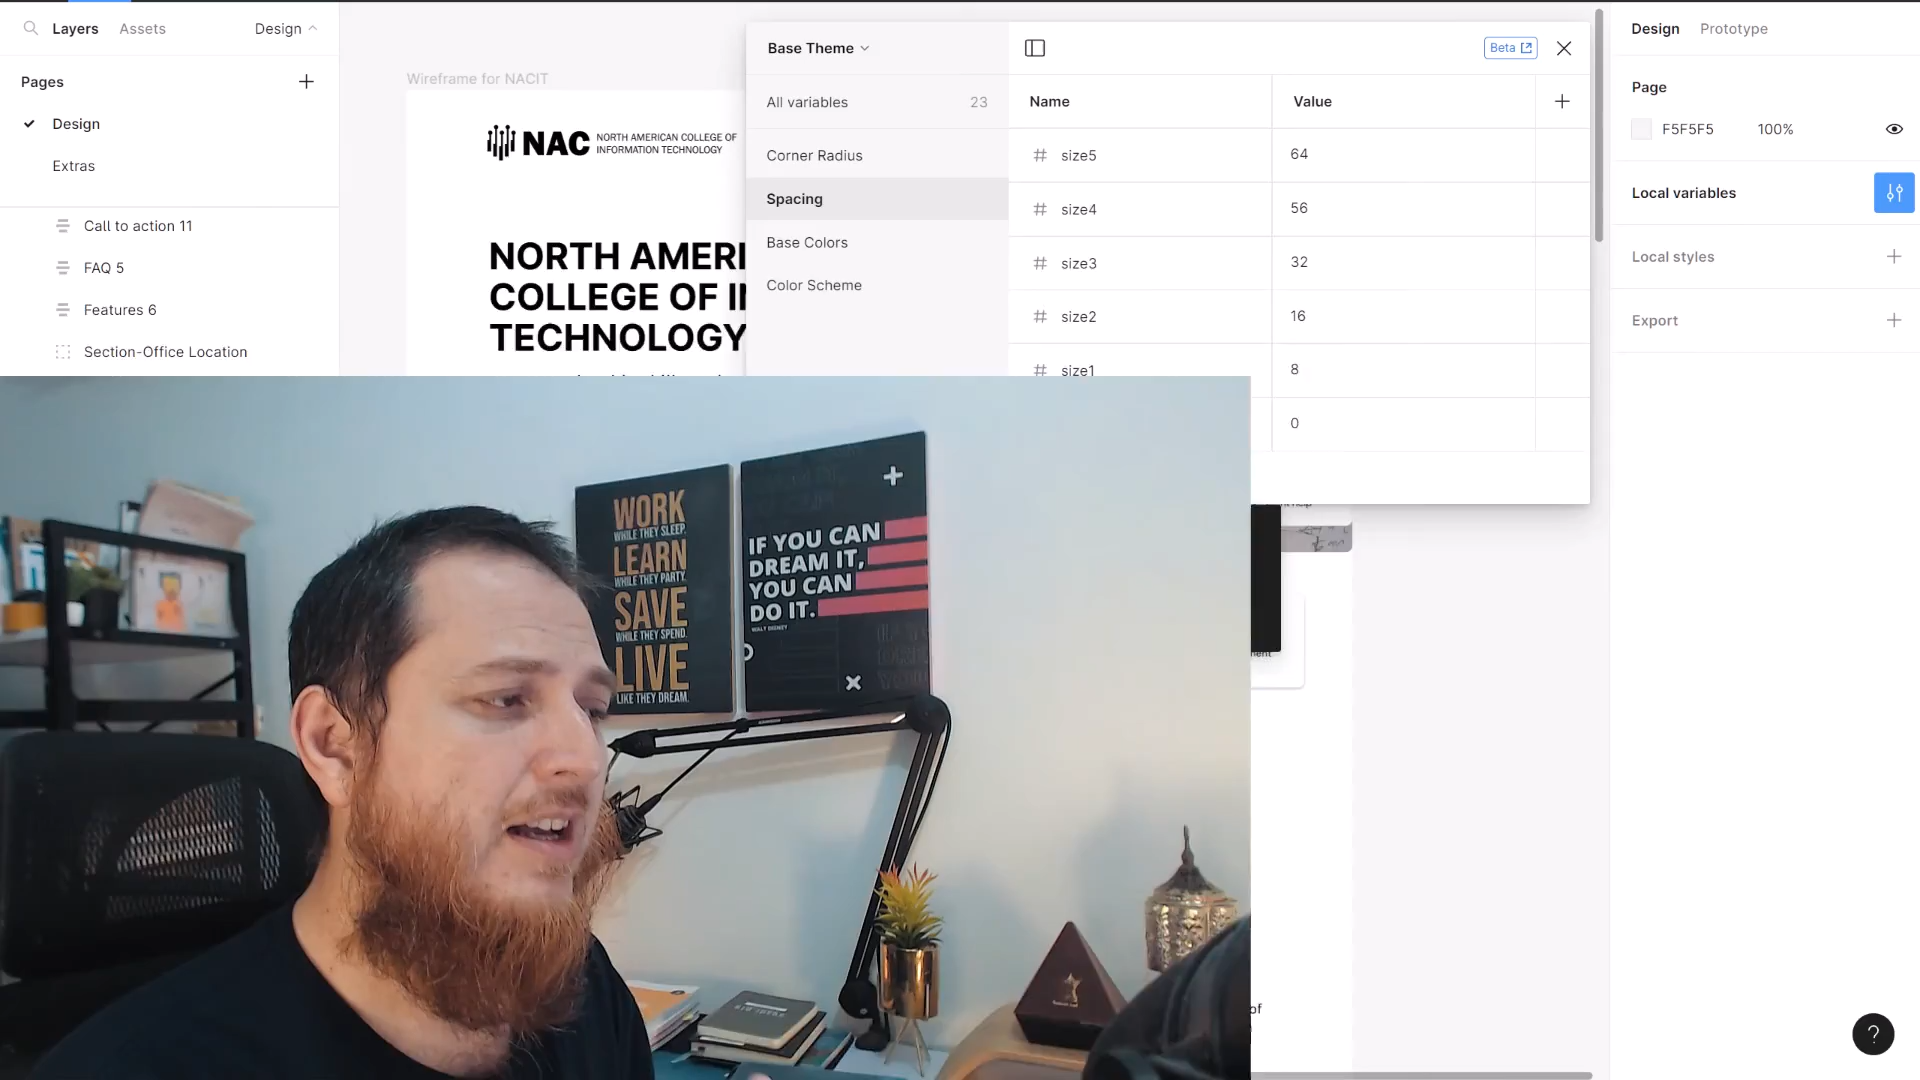 Layers
Assets
Design
Pages
Design
Extras
Call to action 11
FAQ 5
Features 6
Section-Office Location
Wireframe for NACIT
NAC
NORTH AMERICAN COLLEGE OF
INFORMATION TECHNOLOGY
NORTH AMERI
COLLEGE OF I
TECHNOLOGY
Base Theme
All variables 23
Corner Radius
Spacing
Base Colors
Color Scheme
Beta
Name Value
size5 64
size4 56
size3 32
size2 16
size1 8
0
Design
Prototype
Page
F5F5F5 100%
Local variables
Local styles
Export
WORK
WHILE THEY SLEEP.
LEARN
WHILE THEY PARTY.
SAVE
WHILE THEY SPEND.
LIVE
LIKE THEY DREAM.
IF YOU CAN
DREAM IT,
YOU CAN
DO IT.
WALT DISNEY
of
?